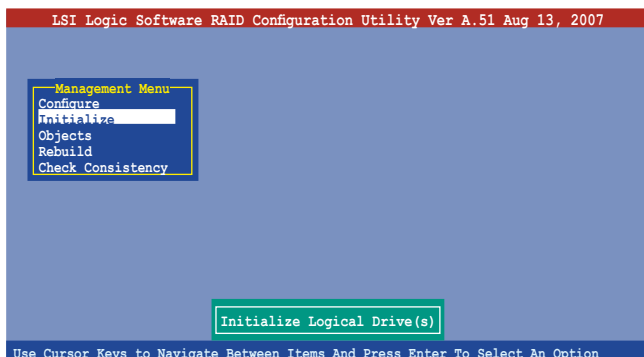 LSI Logic Software RAID Configuration Utility Ver A.51 Aug 13, 2007
Management Menu
Configure
Initialize
Objects
Rebuild
Check Consistency
Initialize Logical Drive(s)
Use Cursor Keys to Navigate Between Items And Press Enter To Select An Option